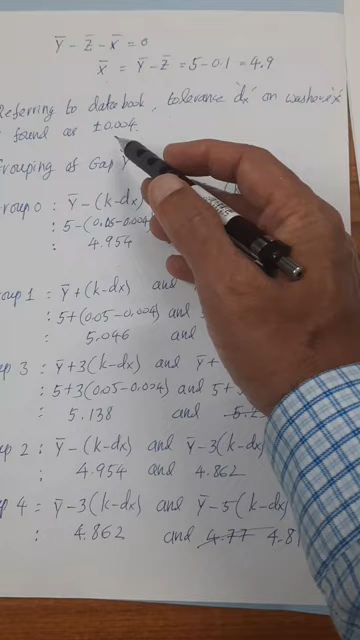 Ȳ - Z̄ - X̄ = 0
X̄ = Ȳ - Z̄ = 5 - 0.1 = 4.9
Referring to databook, tolerance 'dx' on washer 'x'
found as ±0.004.
Grouping of Gap Y
Group 0 : Ȳ - (k-dx)
: 5 - (0.05-0.004)
: 4.954
Group 1 : Ȳ + (k-dx) and
: 5 + (0.05-0.004) and
5.046 and
3 : Ȳ + 3(k-dx) and Ȳ +
: 5 + 3(0.05-0.004) and 5 +
: 5.138 and
2 : Ȳ - (k-dx) and Ȳ - 3(k-dx)
: 4.954 and 4.862
4 : Ȳ - 3(k-dx) and Ȳ - 5(k-dx)
: 4.862 and 4.77 4.81